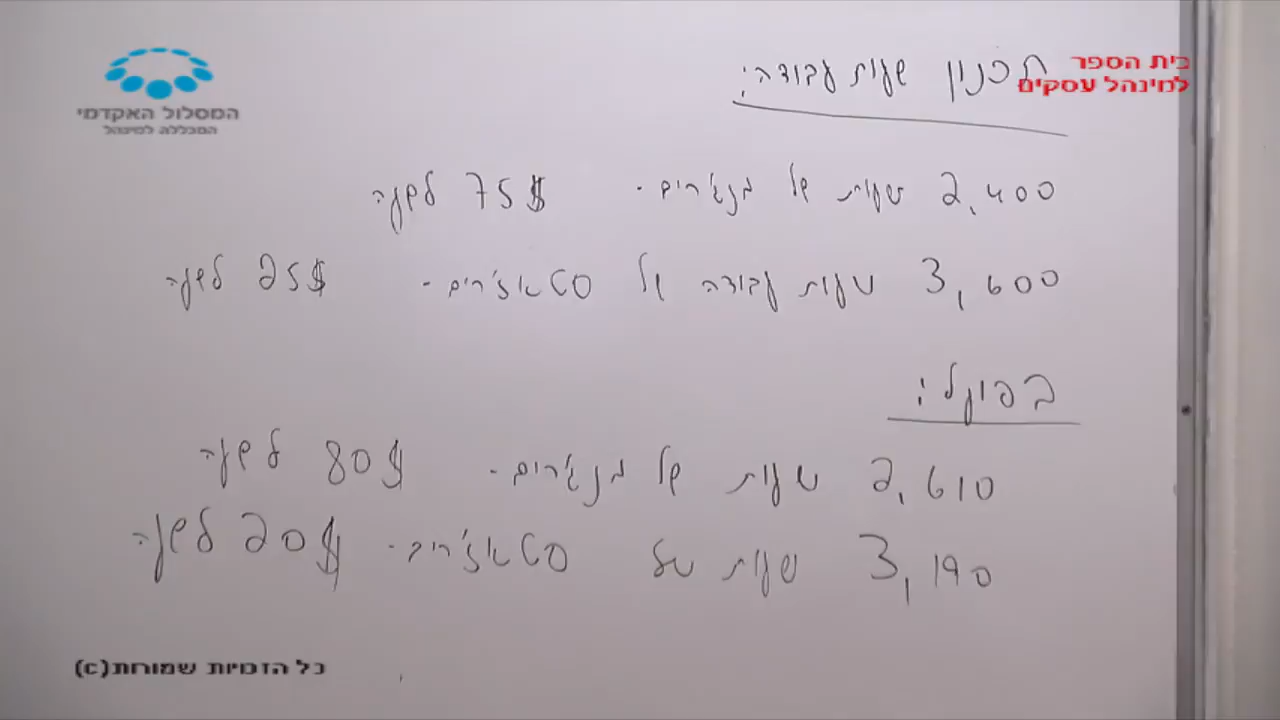 בית הספר
למינהל עסקים
המסלול האקדמי
המכללה למינהל
תכנון שעות עבודה:
2,400 שעות של מנג'רים - 75$ לשעה
3,600 שעות עבודה של סטאז'רים - 25$ לשעה
בפועל:
2,610 שעות של מנג'רים - 80$ לשעה
3,190 שעות של סטאז'רים - 20$ לשעה
כל הזכויות שמורות(c)